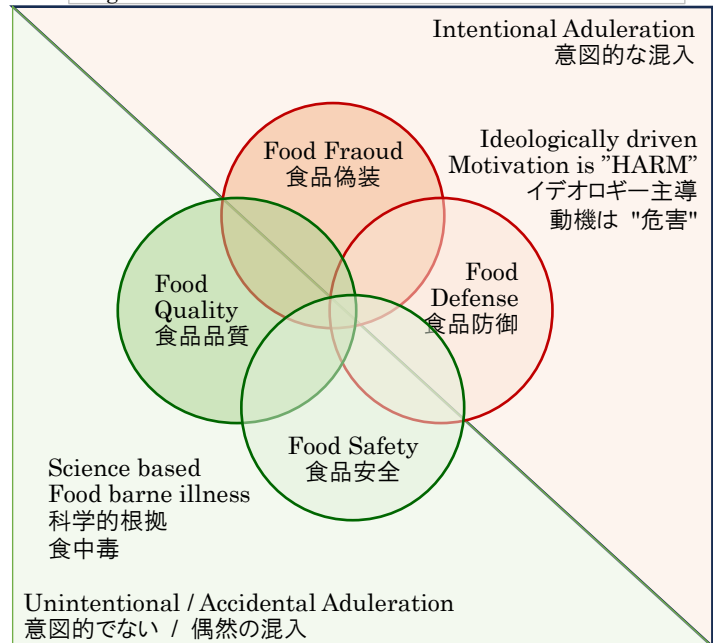 Intentional Aduleration
意図的な混入
Ideologically driven
Motivation is ”HARM”
イデオロギー主導
動機は "危害"
Food Fraoud
食品偽装
Food
Quality
食品品質
Food
Defense
食品防御
Food Safety
食品安全
Science based
Food barne illness
科学的根拠
食中毒
Unintentional / Accidental Aduleration
意図的でない / 偶然の混入